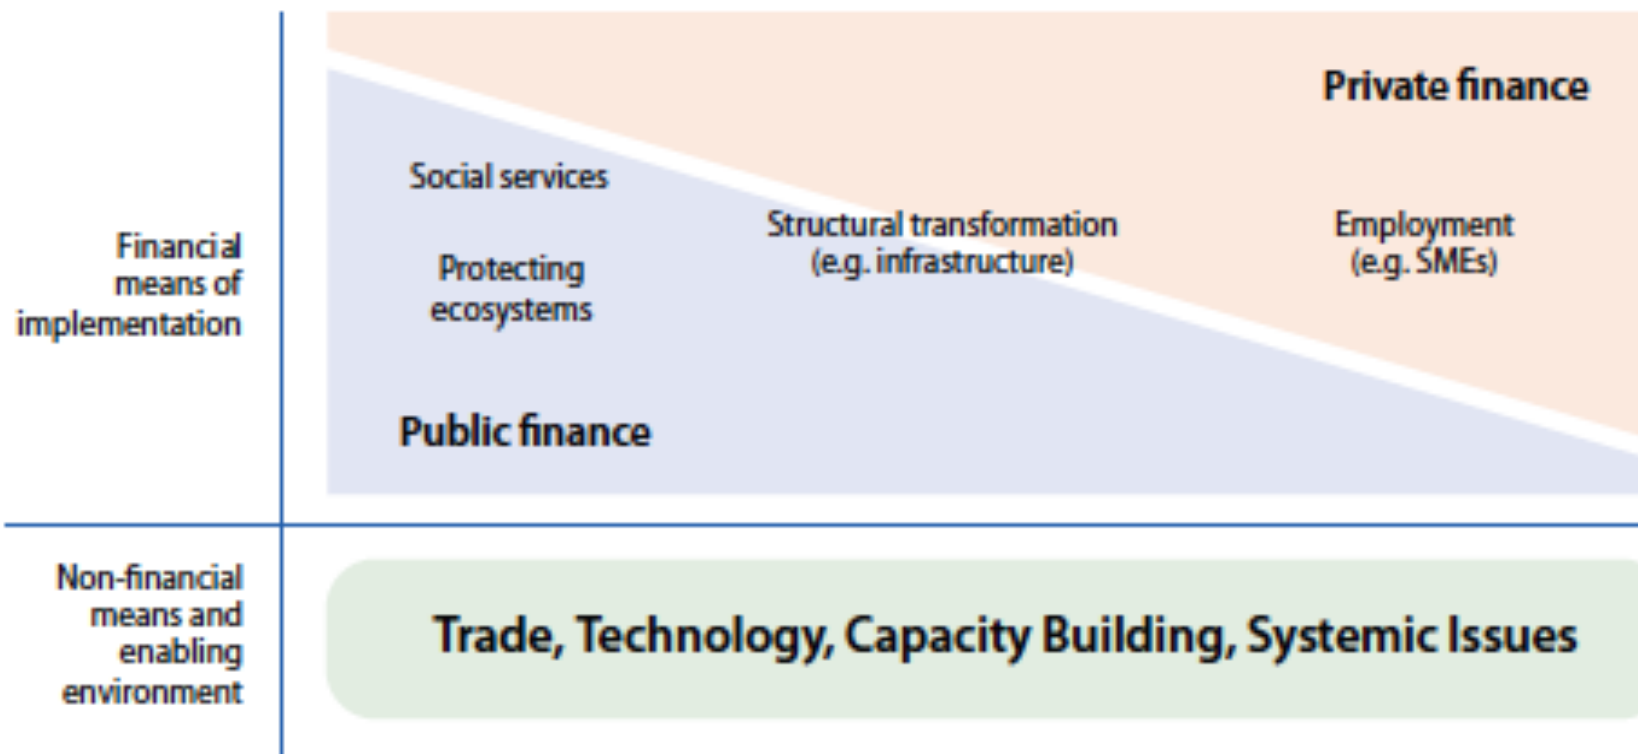 Private finance
Social services
Structural transformation
(e.g. infrastructure)
Employment
(e.g. SMEs)
Financial
means of
implementation
Protecting
ecosystems
Public finance
Non-financial
means and
enabling
environment
Trade, Technology, Capacity Building, Systemic Issues